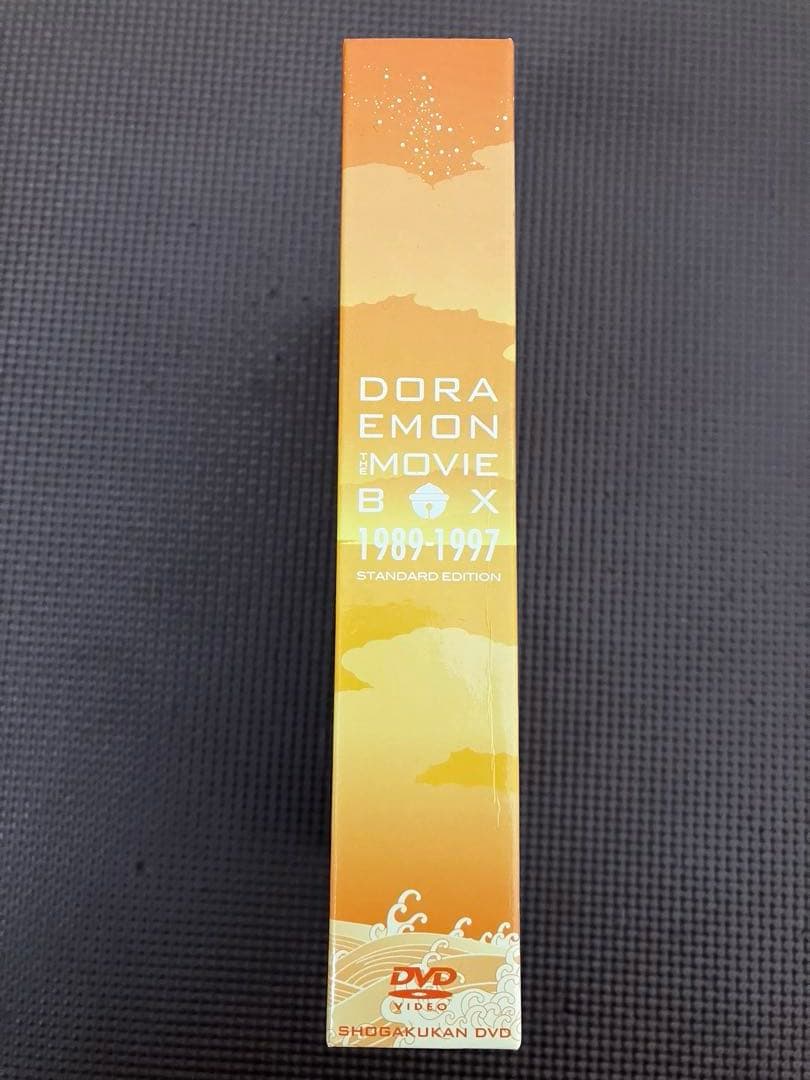 DORA
EMON
THE MOVIE
B X
1989-1997
STANDARD EDITION
DVD
VIDEO
SHOGAKUKAN DVD